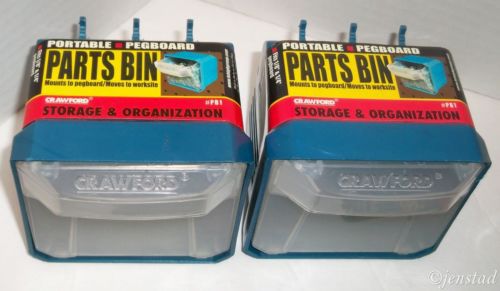 PORTABLE ■ PEGBOARD
PARTS BIN
Mounts to pegboard/Moves to worksite
CRAWFORD® #PB1
STORAGE & ORGANIZATION
CRAWFORD®
PORTABLE ■ PEGBOARD
PARTS BIN
Mounts to pegboard/Moves to worksite
CRAWFORD® #PB1
STORAGE & ORGANIZATION
CRAWFORD®
©jenstad